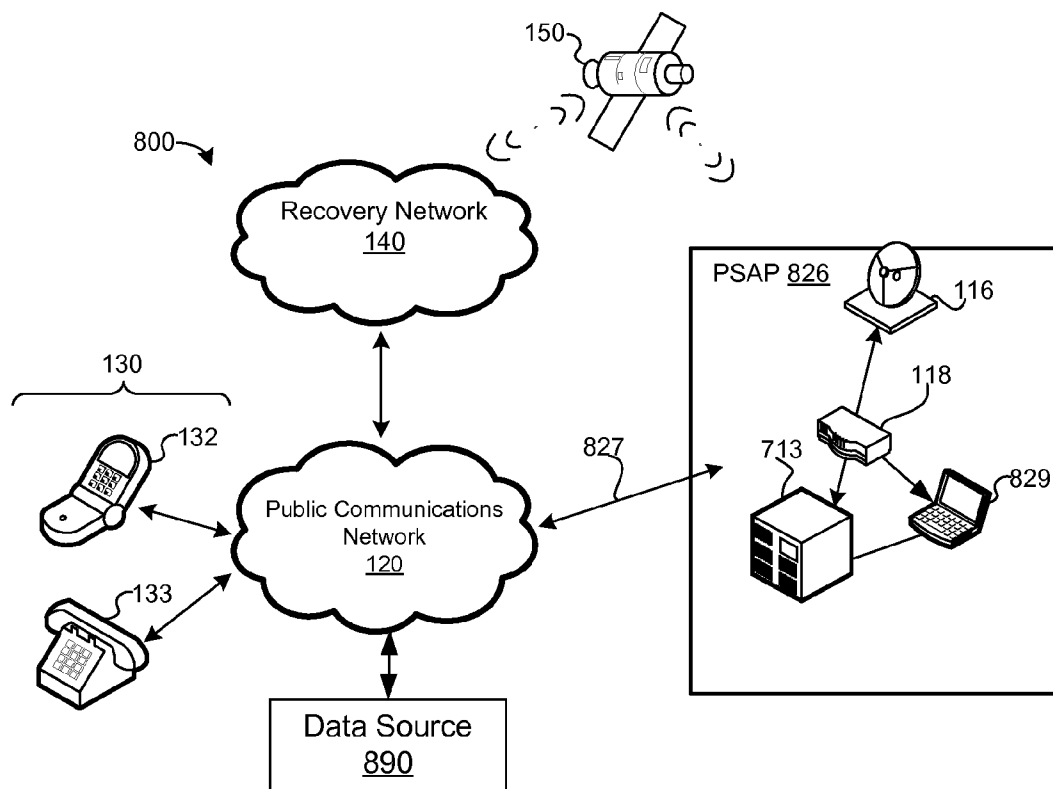 150
800
Recovery Network
140
PSAP 826
116
130
118
132
827
713
829
Public Communications
Network
120
133
Data Source
890